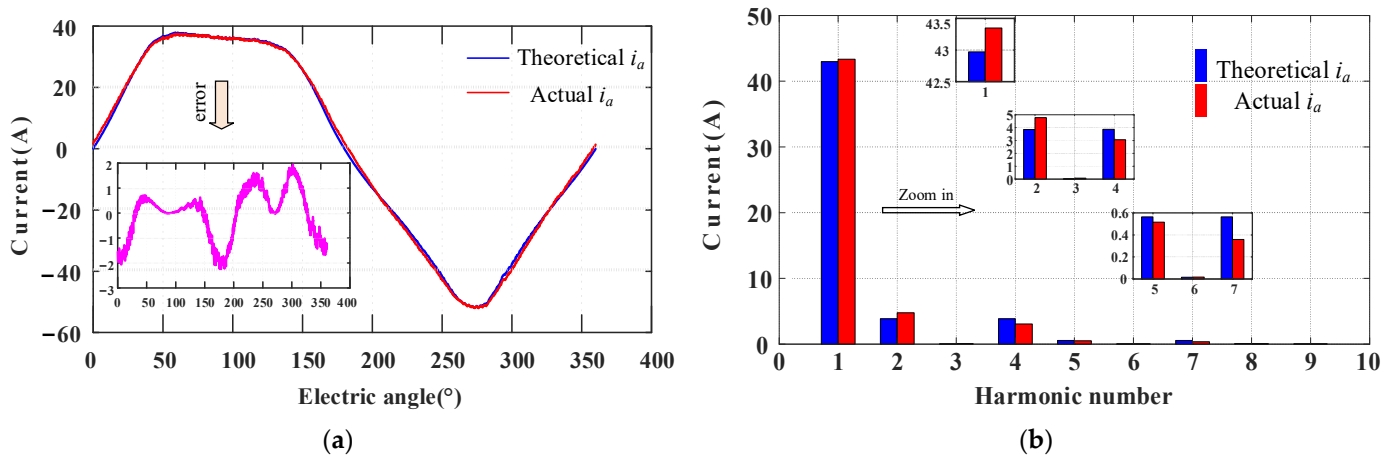 40
20
0
−20
−40
−60
Current(A)
Theoretical ia
Actual ia
error
2
1
0
−1
−2
−3
0 50 100 150 200 250 300 350 400
0 50 100 150 200 250 300 350 400
Electric angle(°)
(a)
50
40
30
20
10
0
Current(A)
43.5
43
42.5
1
Theoretical ia
Actual ia
5
4
3
2
1
0
2 3 4
Zoom in
0.6
0.4
0.2
0
5 6 7
0 1 2 3 4 5 6 7 8 9 10
Harmonic number
(b)